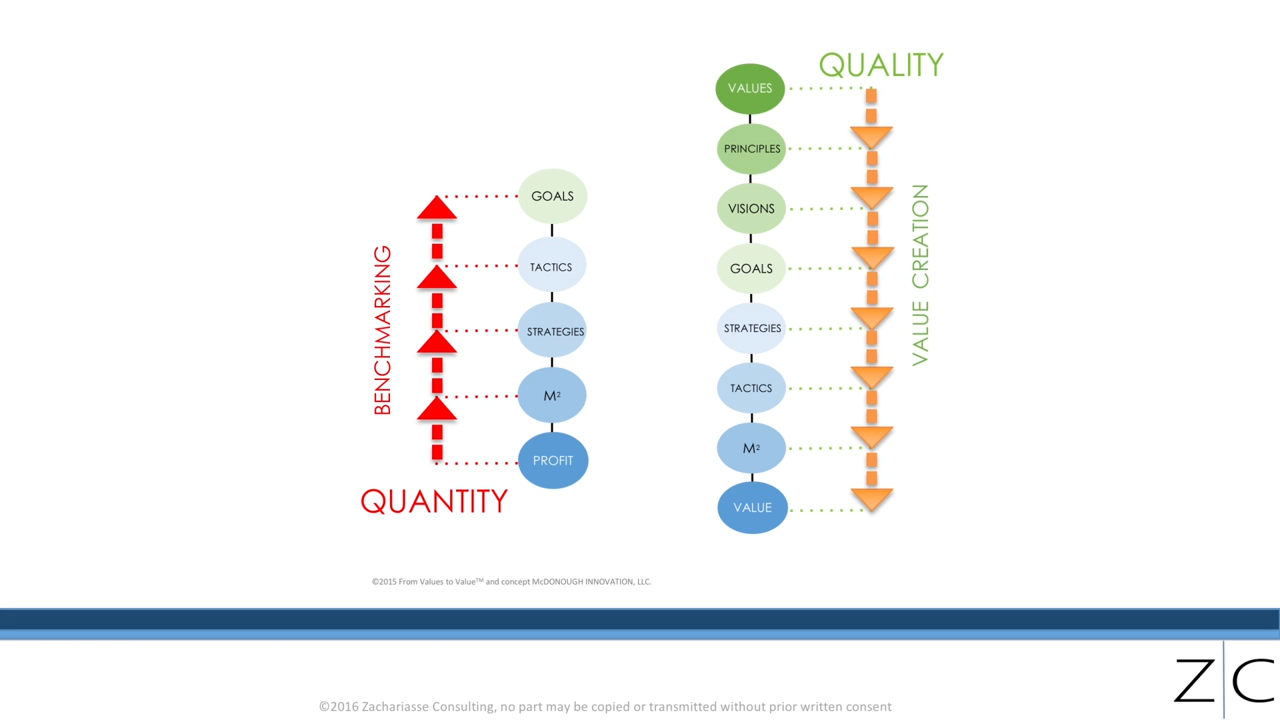 BENCHMARKING
GOALS
TACTICS
STRATEGIES
M²
PROFIT
QUANTITY
QUALITY
VALUES
PRINCIPLES
VISIONS
GOALS
STRATEGIES
TACTICS
M²
VALUE
VALUE CREATION
©2015 From Values to Value™ and concept McDONOUGH INNOVATION, LLC.
©2016 Zachariasse Consulting, no part may be copied or transmitted without prior written consent
Z|C